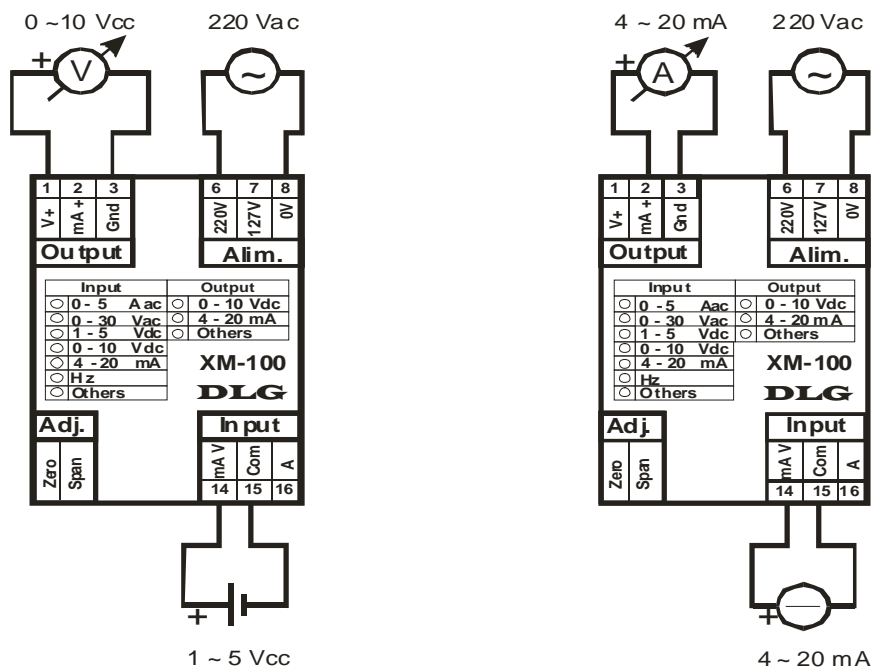 0 ~10 Vcc
220 Vac
+
V
~
1 2 3
6 7 8
V+
mA +
Gnd
220V
127V
0V
Output
Alim.
Input
Output
0 - 5 Aac
0 - 10 Vdc
0 - 30 Vac
4 - 20 mA
1 - 5 Vdc
Others
0 - 10 Vdc
4 - 20 mA
Hz
Others
XM-100
DLG
Adj.
Input
Zero
Span
mA V
Com
A
14 15 16
+
1 ~ 5 Vcc
4 ~ 20 mA
220 Vac
+
A
~
1 2 3
6 7 8
V+
mA +
Gnd
220V
127V
0V
Output
Alim.
Input
Output
0 - 5 Aac
0 - 10 Vdc
0 - 30 Vac
4 - 20 mA
1 - 5 Vdc
Others
0 - 10 Vdc
4 - 20 mA
Hz
Others
XM-100
DLG
Adj.
Input
Zero
Span
mA V
Com
A
14 15 16
+
4 ~ 20 mA